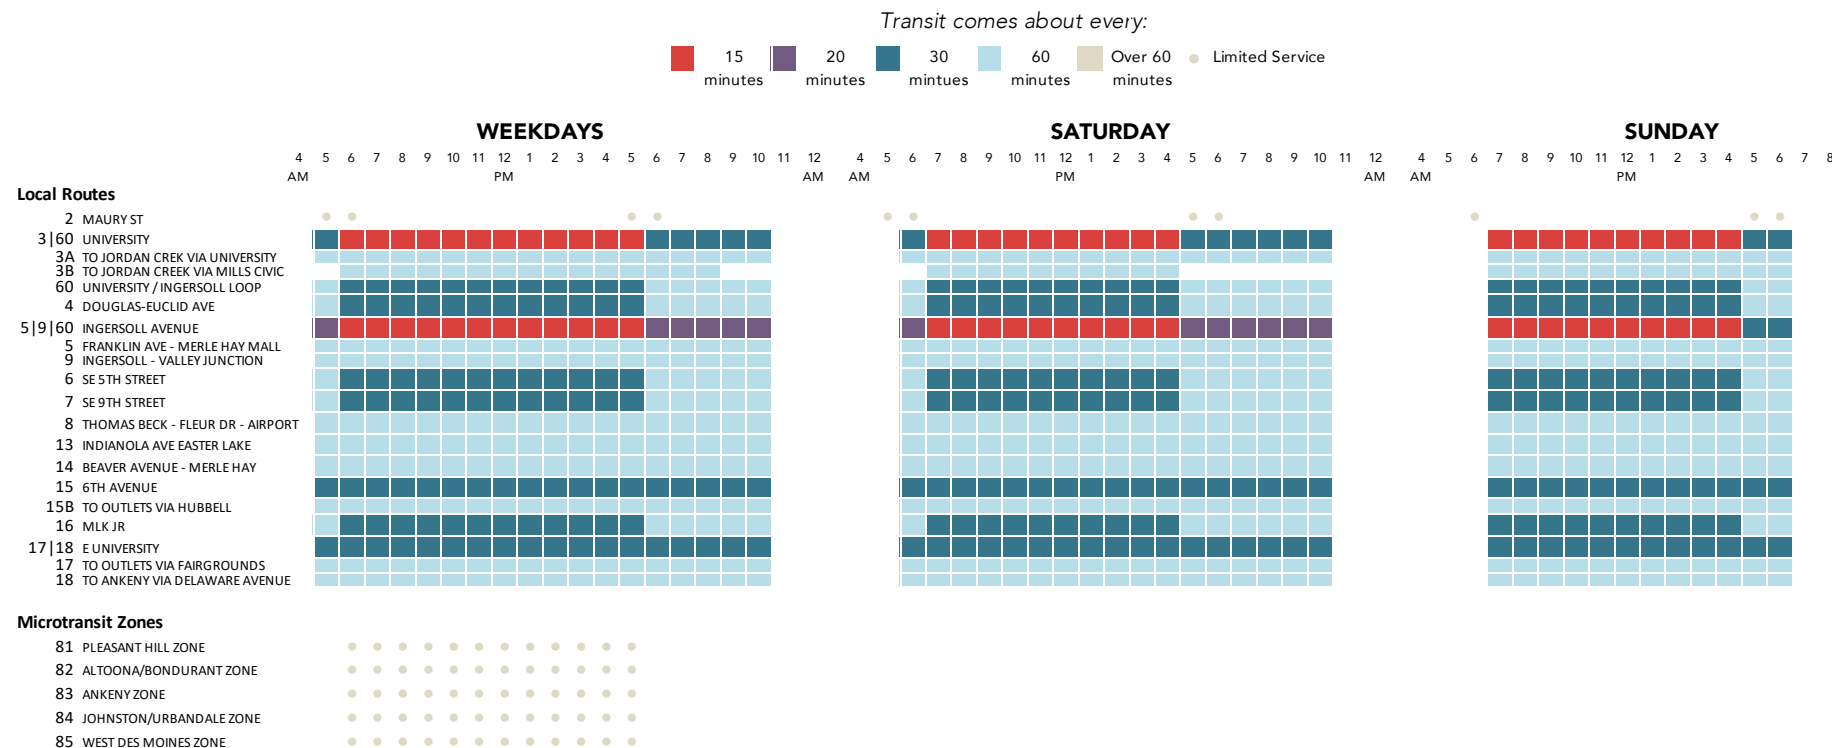 Transit comes about every:
15 20 30 60 Over 60 Limited Service
minutes minutes mintues minutes minutes
WEEKDAYS SATURDAY SUNDAY
4 5 6 7 8 9 10 11 12 1 2 3 4 5 6 7 8 9 10 11 12 4 5 6 7 8 9 10 11 12 1 2 3 4 5 6 7 8 9 10 11 12 4 5 6 7 8 9 10 11 12 1 2 3 4 5 6 7 8
AM PM AM AM PM AM AM PM
Local Routes
2 MAURY ST
3|60 UNIVERSITY
3A TO JORDAN CREK VIA UNIVERSITY
3B TO JORDAN CREEK VIA MILLS CIVIC
60 UNIVERSITY / INGERSOLL LOOP
4 DOUGLAS-EUCLID AVE
5|9|60 INGERSOLL AVENUE
5 FRANKLIN AVE - MERLE HAY MALL
9 INGERSOLL - VALLEY JUNCTION
6 SE 5TH STREET
7 SE 9TH STREET
8 THOMAS BECK - FLEUR DR - AIRPORT
13 INDIANOLA AVE EASTER LAKE
14 BEAVER AVENUE - MERLE HAY
15 6TH AVENUE
15B TO OUTLETS VIA HUBBELL
16 MLK JR
17|18 E UNIVERSITY
17 TO OUTLETS VIA FAIRGROUNDS
18 TO ANKENY VIA DELAWARE AVENUE
Microtransit Zones
81 PLEASANT HILL ZONE
82 ALTOONA/BONDURANT ZONE
83 ANKENY ZONE
84 JOHNSTON/URBANDALE ZONE
85 WEST DES MOINES ZONE